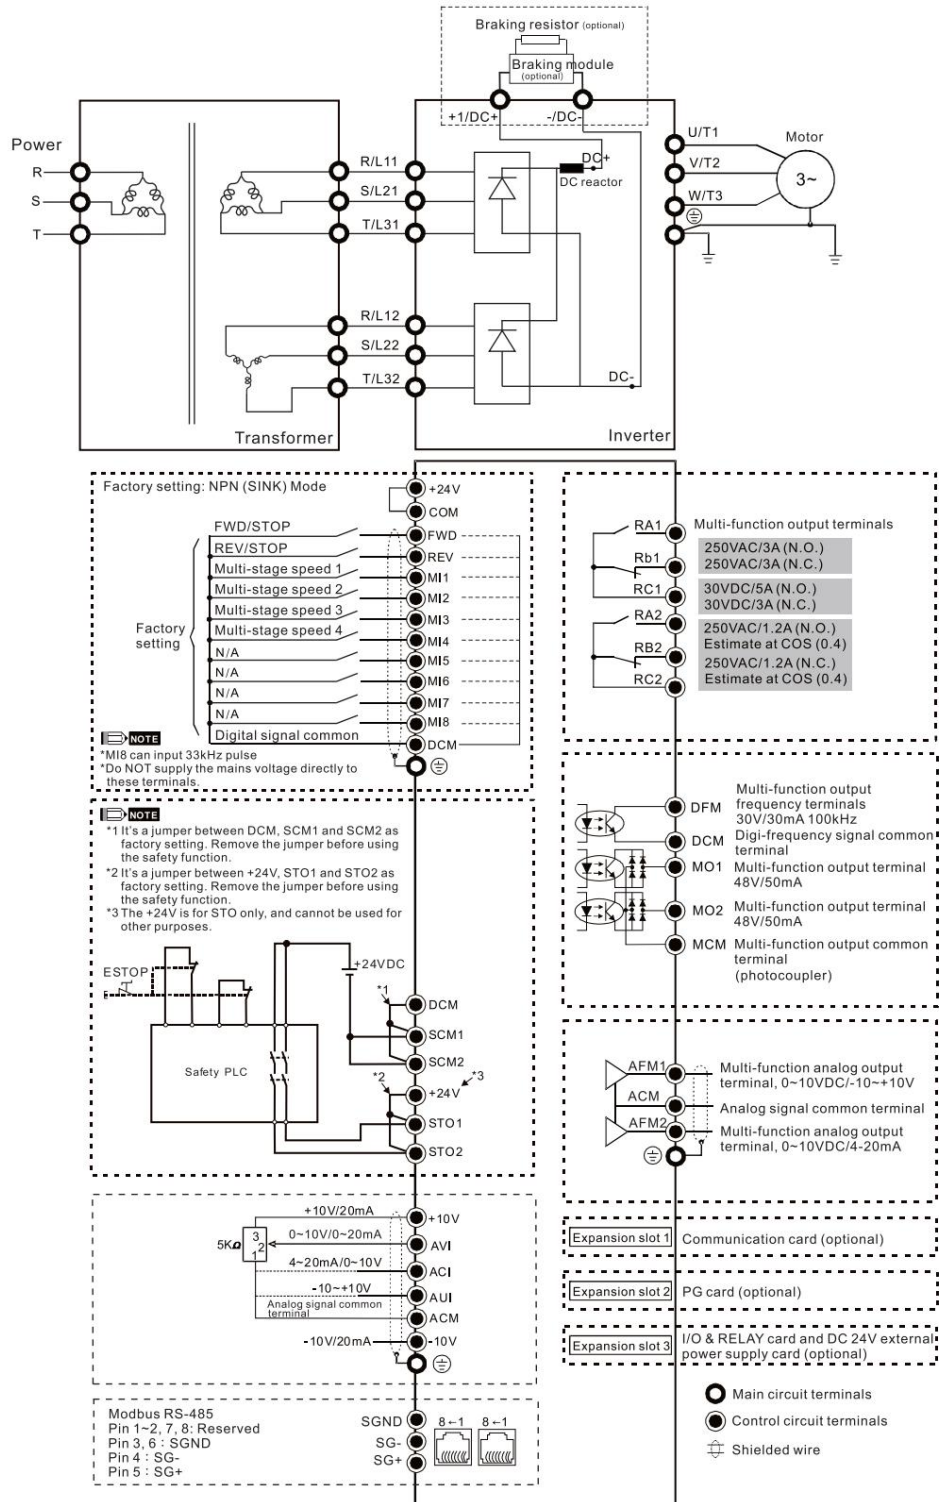 Braking resistor (optional)
Braking module
(optional)
+1/DC+
-/DC-
Power
R
S
T
R/L11
S/L21
T/L31
R/L12
S/L22
T/L32
Transformer
DC+
DC reactor
DC-
Inverter
U/T1
V/T2
W/T3
Motor
3~
Factory setting: NPN (SINK) Mode
+24V
COM
FWD/STOP
FWD
REV/STOP
REV
Multi-stage speed 1
MI1
Multi-stage speed 2
MI2
Multi-stage speed 3
MI3
Multi-stage speed 4
MI4
Factory
setting
N/A
MI5
N/A
MI6
N/A
MI7
N/A
MI8
Digital signal common
DCM
NOTE
*MI8 can input 33kHz pulse
*Do NOT supply the mains voltage directly to
these terminals.
RA1
Rb1
RC1
RA2
RB2
RC2
Multi-function output terminals
250VAC/3A (N.O.)
250VAC/3A (N.C.)
30VDC/5A (N.O.)
30VDC/3A (N.C.)
250VAC/1.2A (N.O.)
Estimate at COS (0.4)
250VAC/1.2A (N.C.)
Estimate at COS (0.4)
NOTE
*1 It's a jumper between DCM, SCM1 and SCM2 as
factory setting. Remove the jumper before using
the safety function.
*2 It's a jumper between +24V, STO1 and STO2 as
factory setting. Remove the jumper before using
the safety function.
*3 The +24V is for STO only, and cannot be used for
other purposes.
ESTOP
+24VDC
Safety PLC
*1
DCM
SCM1
SCM2
*2
*3
+24V
STO1
STO2
DFM
Multi-function output
frequency terminals
30V/30mA 100kHz
DCM
Digi-frequency signal common
terminal
MO1
Multi-function output terminal
48V/50mA
MO2
Multi-function output terminal
48V/50mA
MCM
Multi-function output common
terminal
(photocoupler)
AFM1
Multi-function analog output
terminal, 0~10VDC/-10~+10V
ACM
Analog signal common terminal
AFM2
Multi-function analog output
terminal, 0~10VDC/4-20mA
+10V/20mA
+10V
5KΩ
3
2
1
0~10V/0~20mA
AVI
4~20mA/0~10V
ACI
-10~+10V
AUI
Analog signal common
terminal
ACM
-10V/20mA
-10V
Expansion slot 1
Communication card (optional)
Expansion slot 2
PG card (optional)
Expansion slot 3
I/O & RELAY card and DC 24V external
power supply card (optional)
Modbus RS-485
Pin 1~2, 7, 8: Reserved
Pin 3, 6 : SGND
Pin 4 : SG-
Pin 5 : SG+
SGND
SG-
SG+
8←1
8←1
Main circuit terminals
Control circuit terminals
Shielded wire